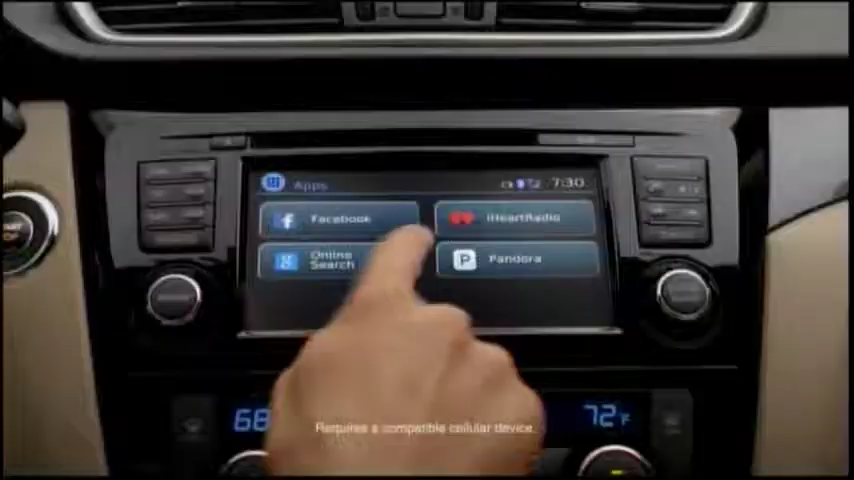 Apps
7:30
Facebook
iHeartRadio
Online
Search
P Pandora
68
72°F
Requires a compatible cellular device.